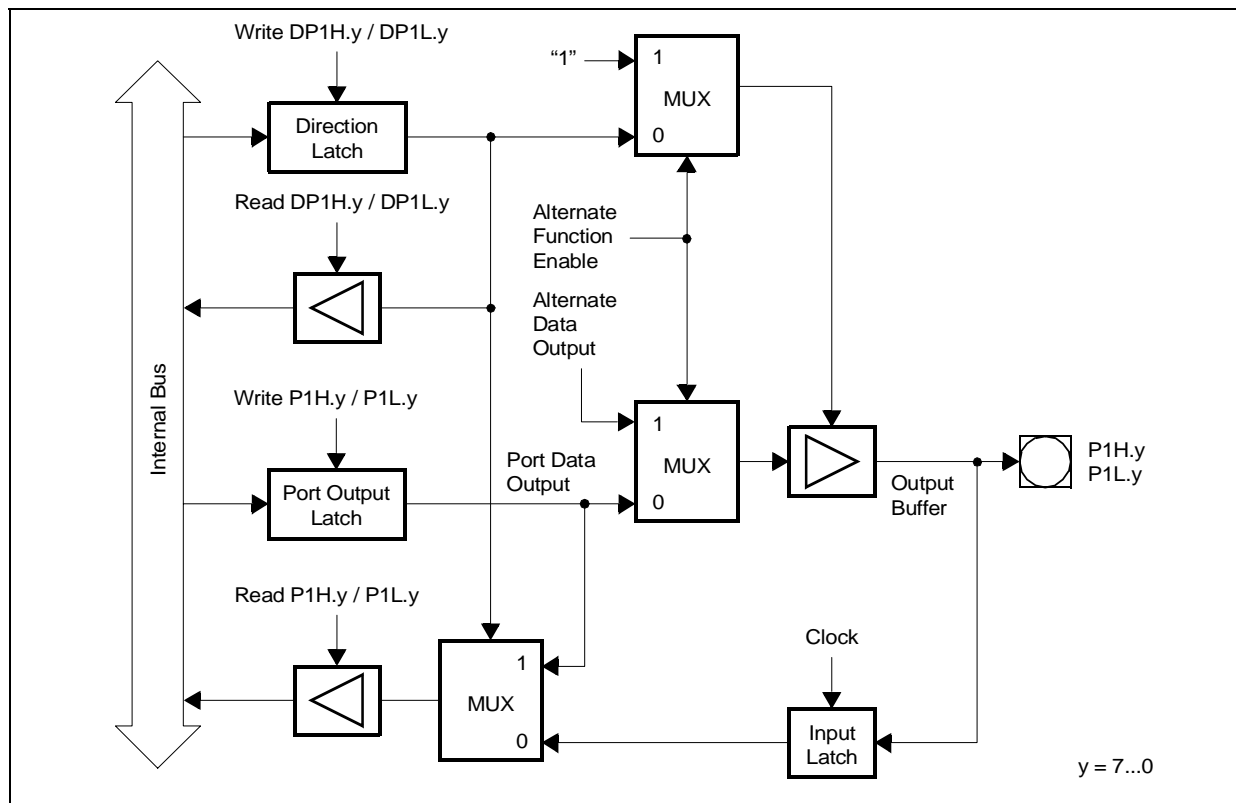 Write DP1H.y / DP1L.y
“1”
1
MUX
0
Direction
Latch
Read DP1H.y / DP1L.y
Alternate
Function
Enable
Alternate
Data
Output
Internal Bus
Write P1H.y / P1L.y
1
MUX
0
Port Data
Output
Port Output
Latch
Output
Buffer
P1H.y
P1L.y
Read P1H.y / P1L.y
Clock
1
MUX
0
Input
Latch
y = 7...0